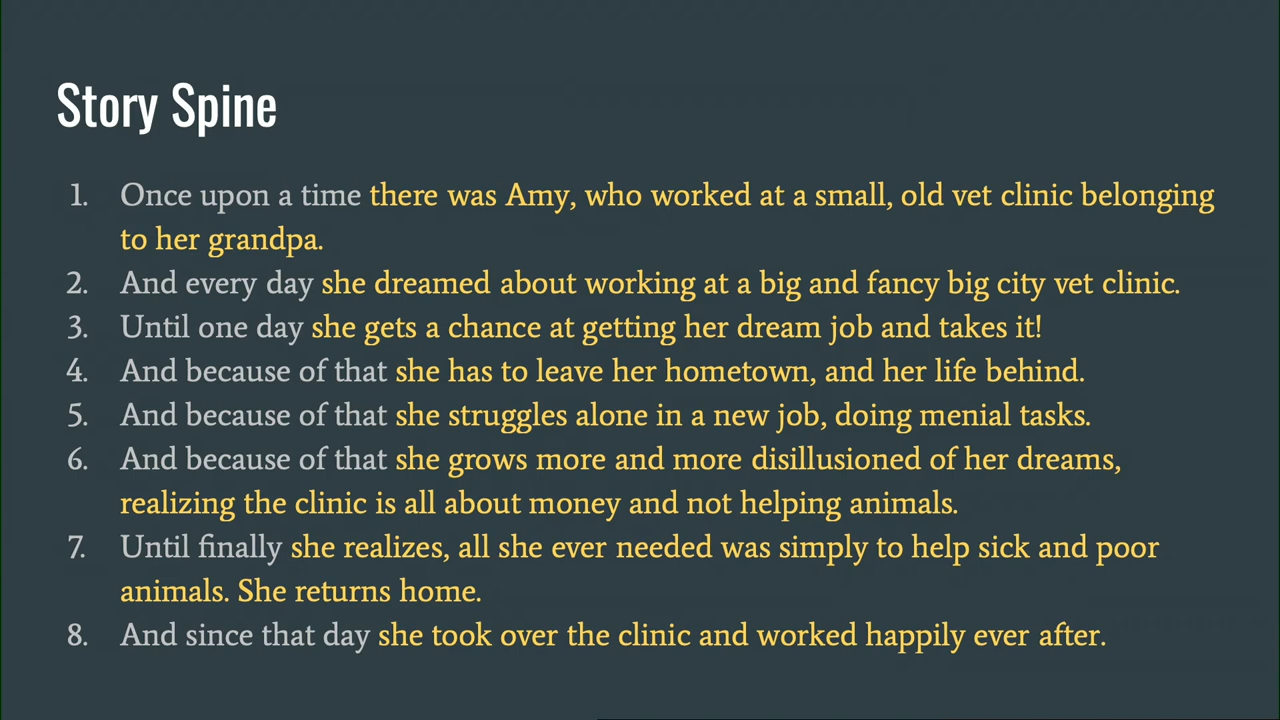 Story Spine
1. Once upon a time there was Amy, who worked at a small, old vet clinic belonging
to her grandpa.
2. And every day she dreamed about working at a big and fancy big city vet clinic.
3. Until one day she gets a chance at getting her dream job and takes it!
4. And because of that she has to leave her hometown, and her life behind.
5. And because of that she struggles alone in a new job, doing menial tasks.
6. And because of that she grows more and more disillusioned of her dreams,
realizing the clinic is all about money and not helping animals.
7. Until finally she realizes, all she ever needed was simply to help sick and poor
animals. She returns home.
8. And since that day she took over the clinic and worked happily ever after.